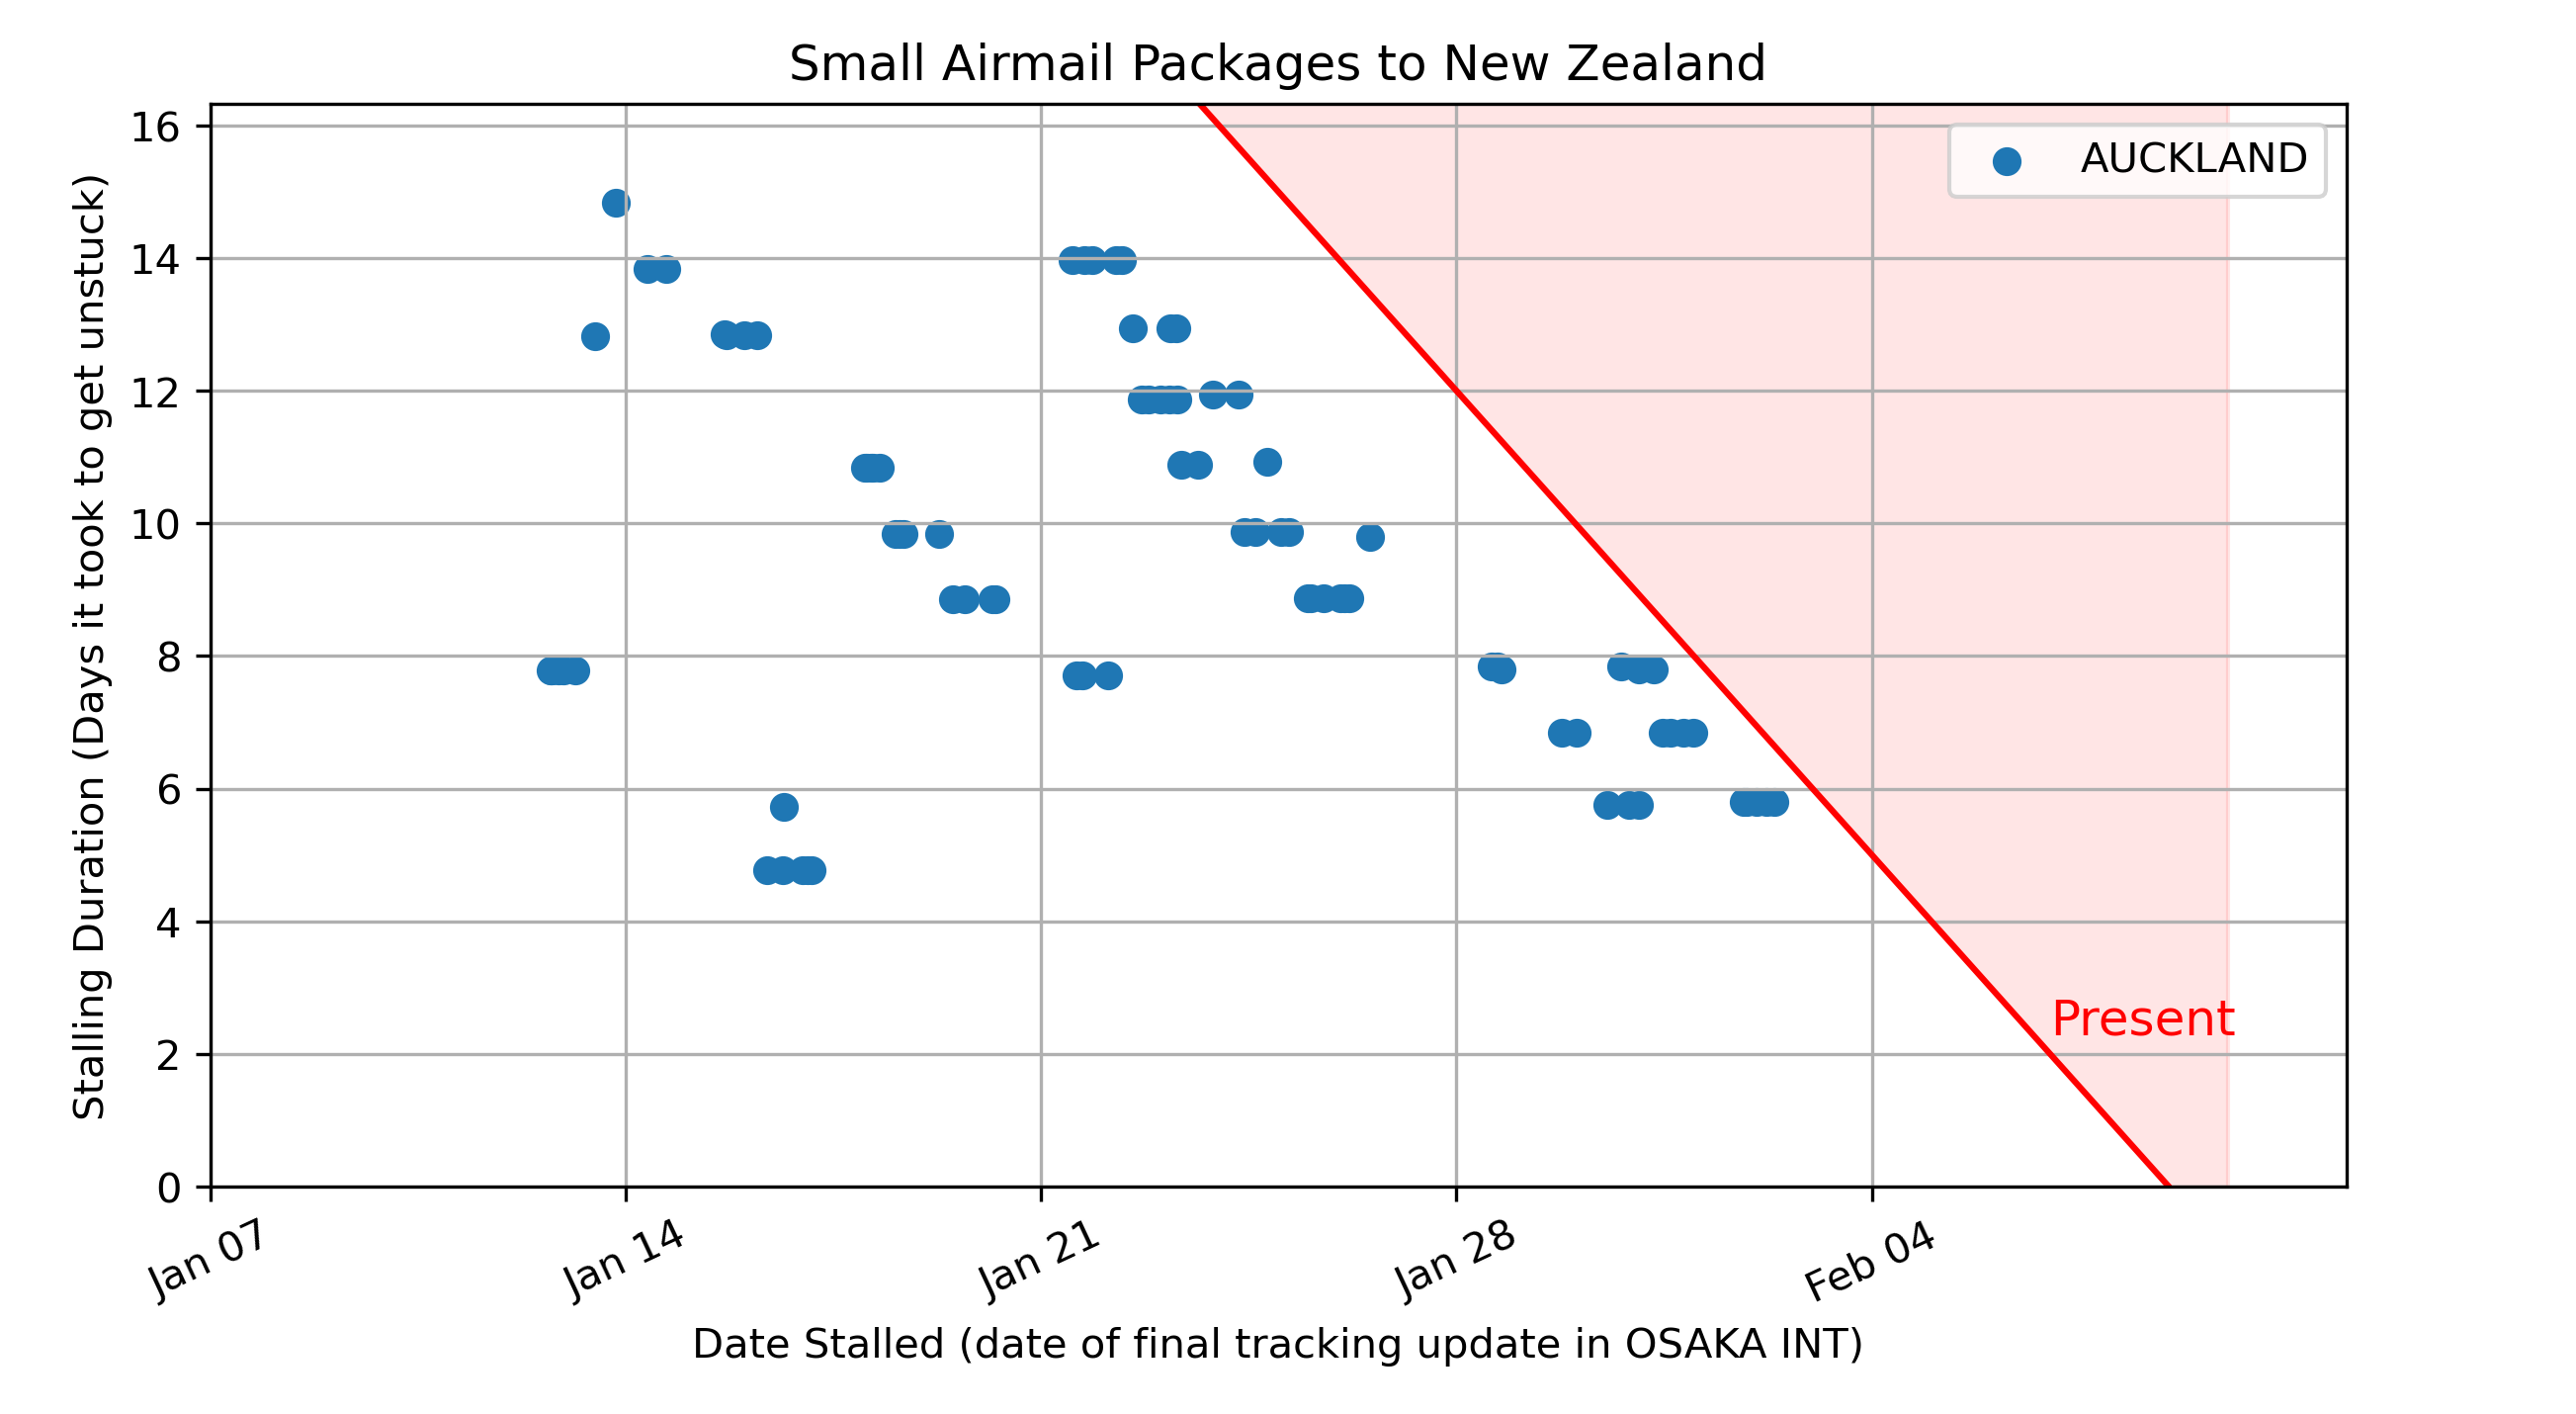 Small Airmail Packages to New Zealand
Stalling Duration (Days it took to get unstuck)
16
14
12
10
8
6
4
2
0
AUCKLAND
Present
Jan 07
Jan 14
Jan 21
Jan 28
Feb 04
Date Stalled (date of final tracking update in OSAKA INT)